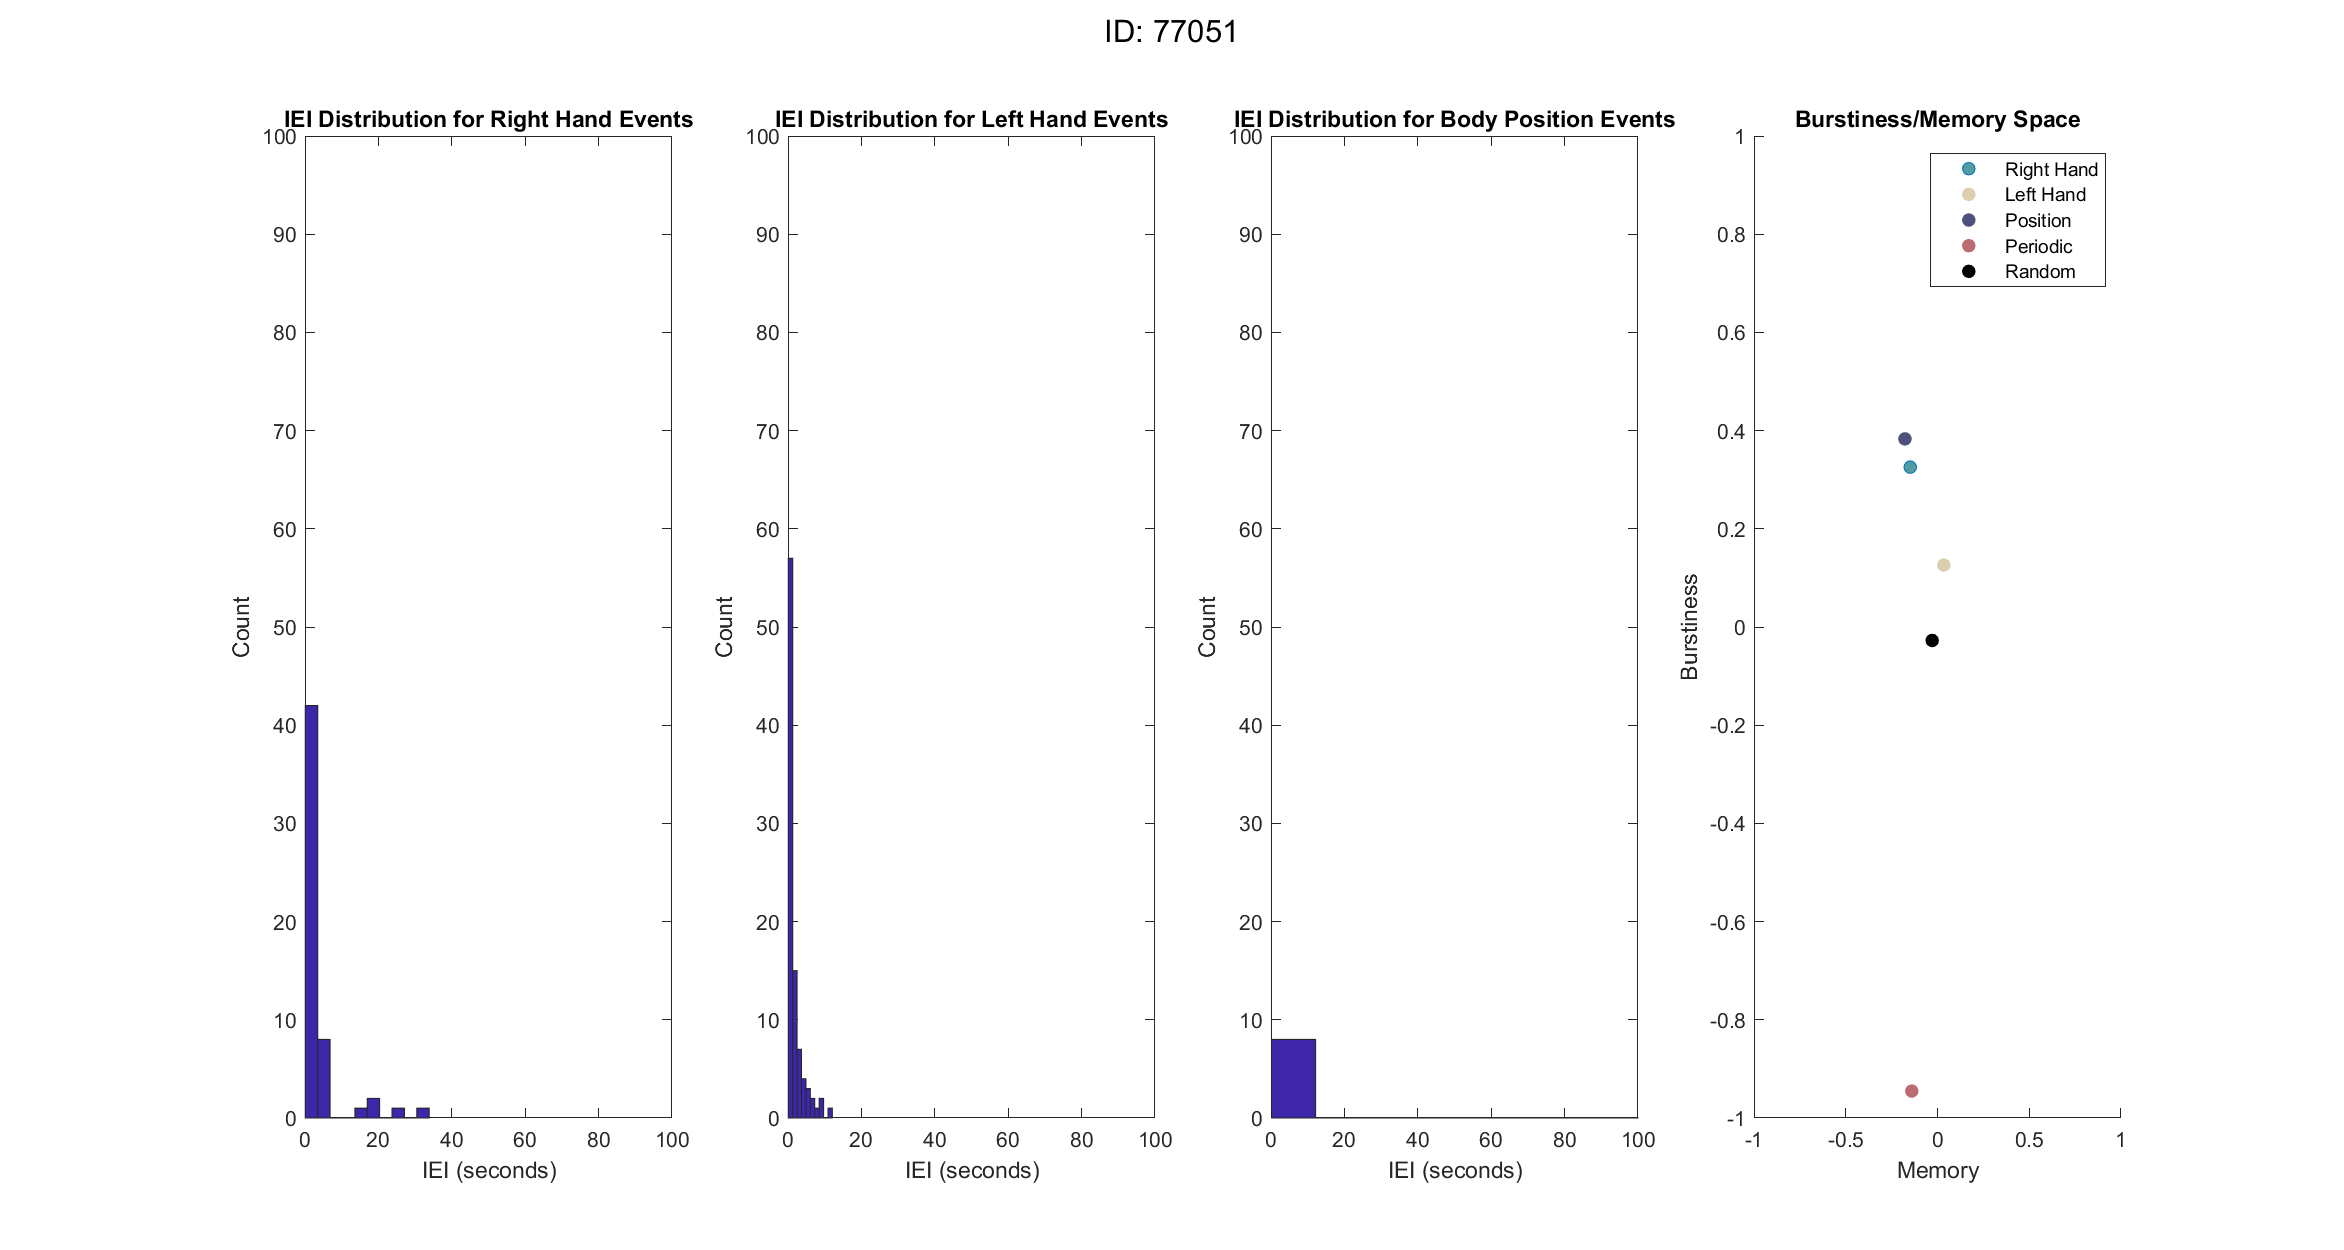 ID: 77051
IEI Distribution for Right Hand Events
100
90
80
70
60
50
40
30
20
10
0
Count
0 20 40 60 80 100
IEI (seconds)
IEI Distribution for Left Hand Events
100
90
80
70
60
50
40
30
20
10
0
Count
0 20 40 60 80 100
IEI (seconds)
IEI Distribution for Body Position Events
100
90
80
70
60
50
40
30
20
10
0
Count
0 20 40 60 80 100
IEI (seconds)
Burstiness/Memory Space
Right Hand
Left Hand
Position
Periodic
Random
1
0.8
0.6
0.4
0.2
0
-0.2
-0.4
-0.6
-0.8
-1
Burstiness
-1 -0.5 0 0.5 1
Memory